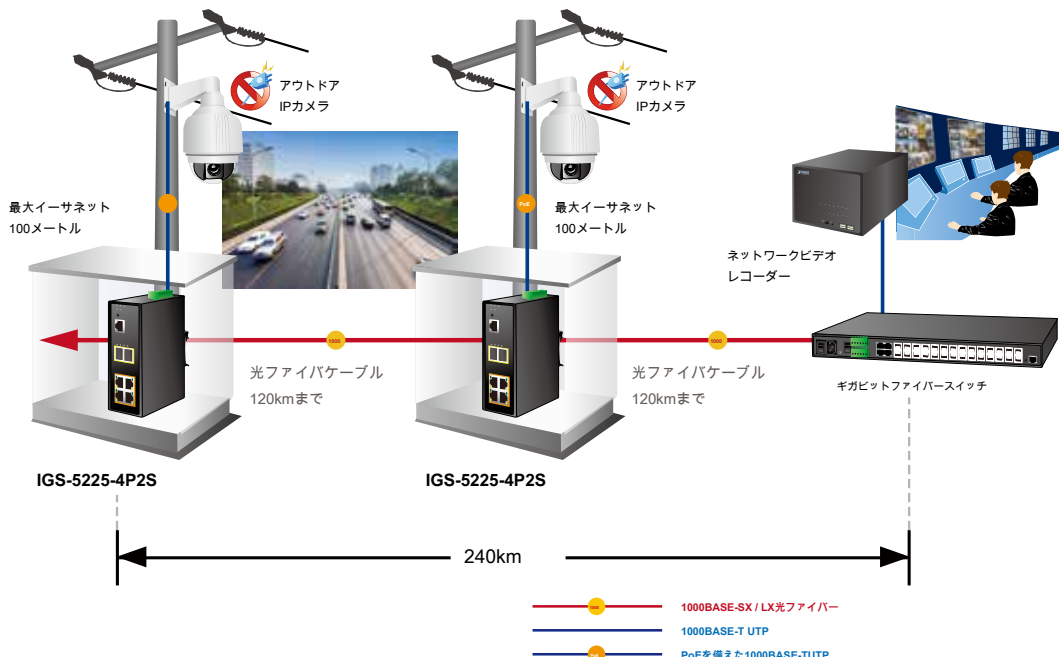 アウトドア
IPカメラ
アウトドア
IPカメラ
最大イーサネット
100メートル
PoE
最大イーサネット
100メートル
ネットワークビデオ
レコーダー
1000
1000
光ファイバケーブル
120kmまで
光ファイバケーブル
120kmまで
ギガビットファイバースイッチ
IGS-5225-4P2S
IGS-5225-4P2S
240km
1000
1000BASE-SX / LX光ファイバー
1000BASE-T UTP
PoE
PoEを備えた1000BASE-TUTP